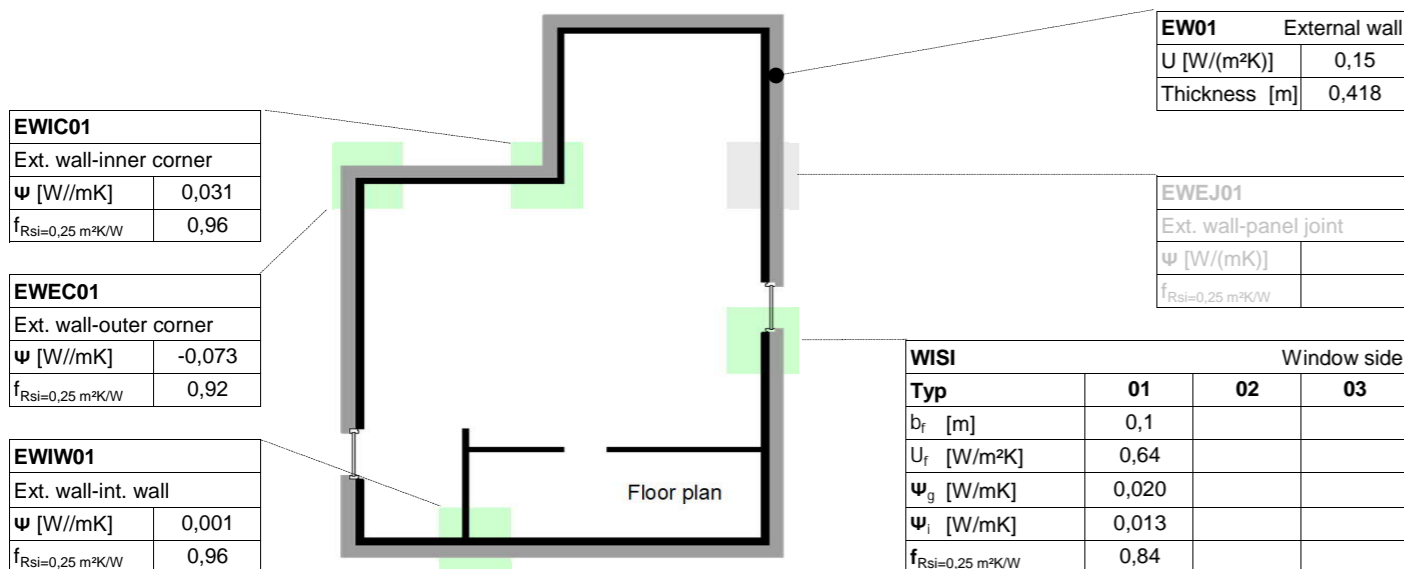 EW01 External wall
U [W/(m²K)] 0,15
Thickness [m] 0,418
EWIC01
Ext. wall-inner corner
Ψ [W//mK] 0,031
fRsi=0,25 m²K/W 0,96
EWEJ01
Ext. wall-panel joint
Ψ [W/(mK)]
fRsi=0,25 m²K/W
EWEC01
Ext. wall-outer corner
Ψ [W//mK] -0,073
fRsi=0,25 m²K/W 0,92
WISI Window side
Typ 01 02 03
bf [m] 0,1
Uf [W/m²K] 0,64
Ψg [W/mK] 0,020
Ψi [W/mK] 0,013
fRsi=0,25 m²K/W 0,84
EWIW01
Ext. wall-int. wall
Ψ [W//mK] 0,001
fRsi=0,25 m²K/W 0,96
Floor plan